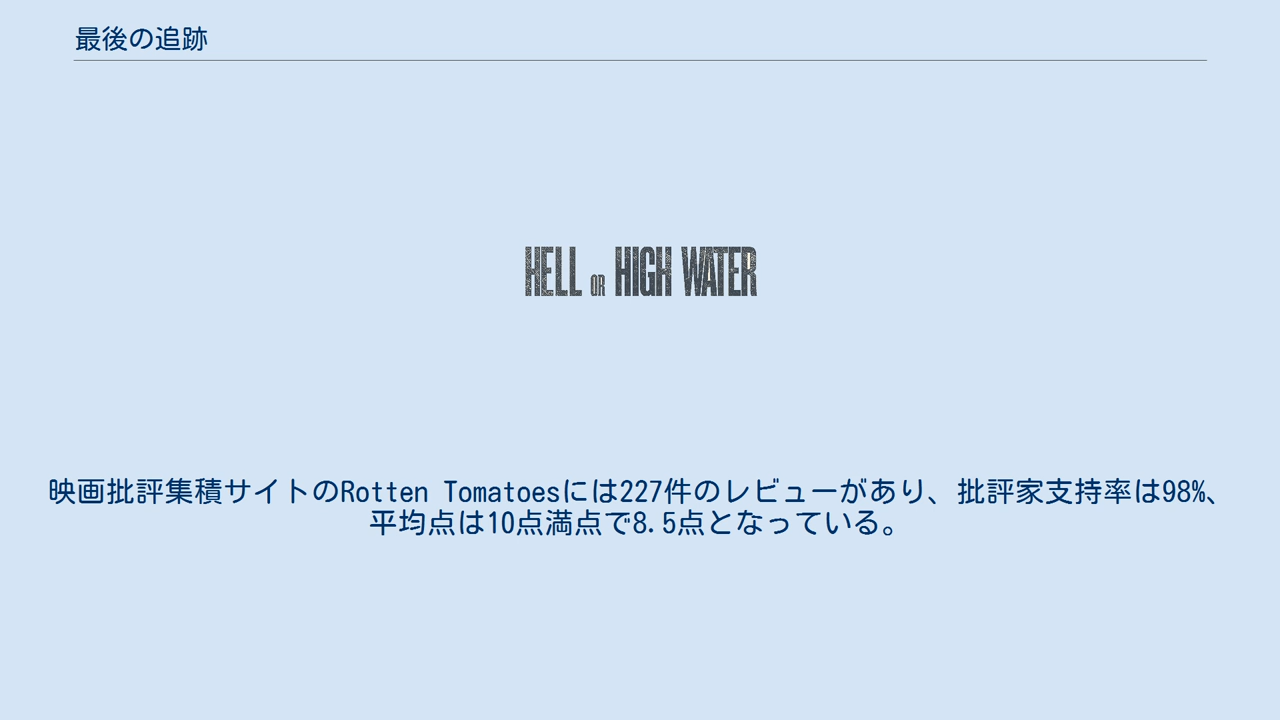 最後の追跡
HELL OR HIGH WATER
映画批評集積サイトのRotten Tomatoesには227件のレビューがあり、批評家支持率は98%、
平均点は10点満点で8.5点となっている。